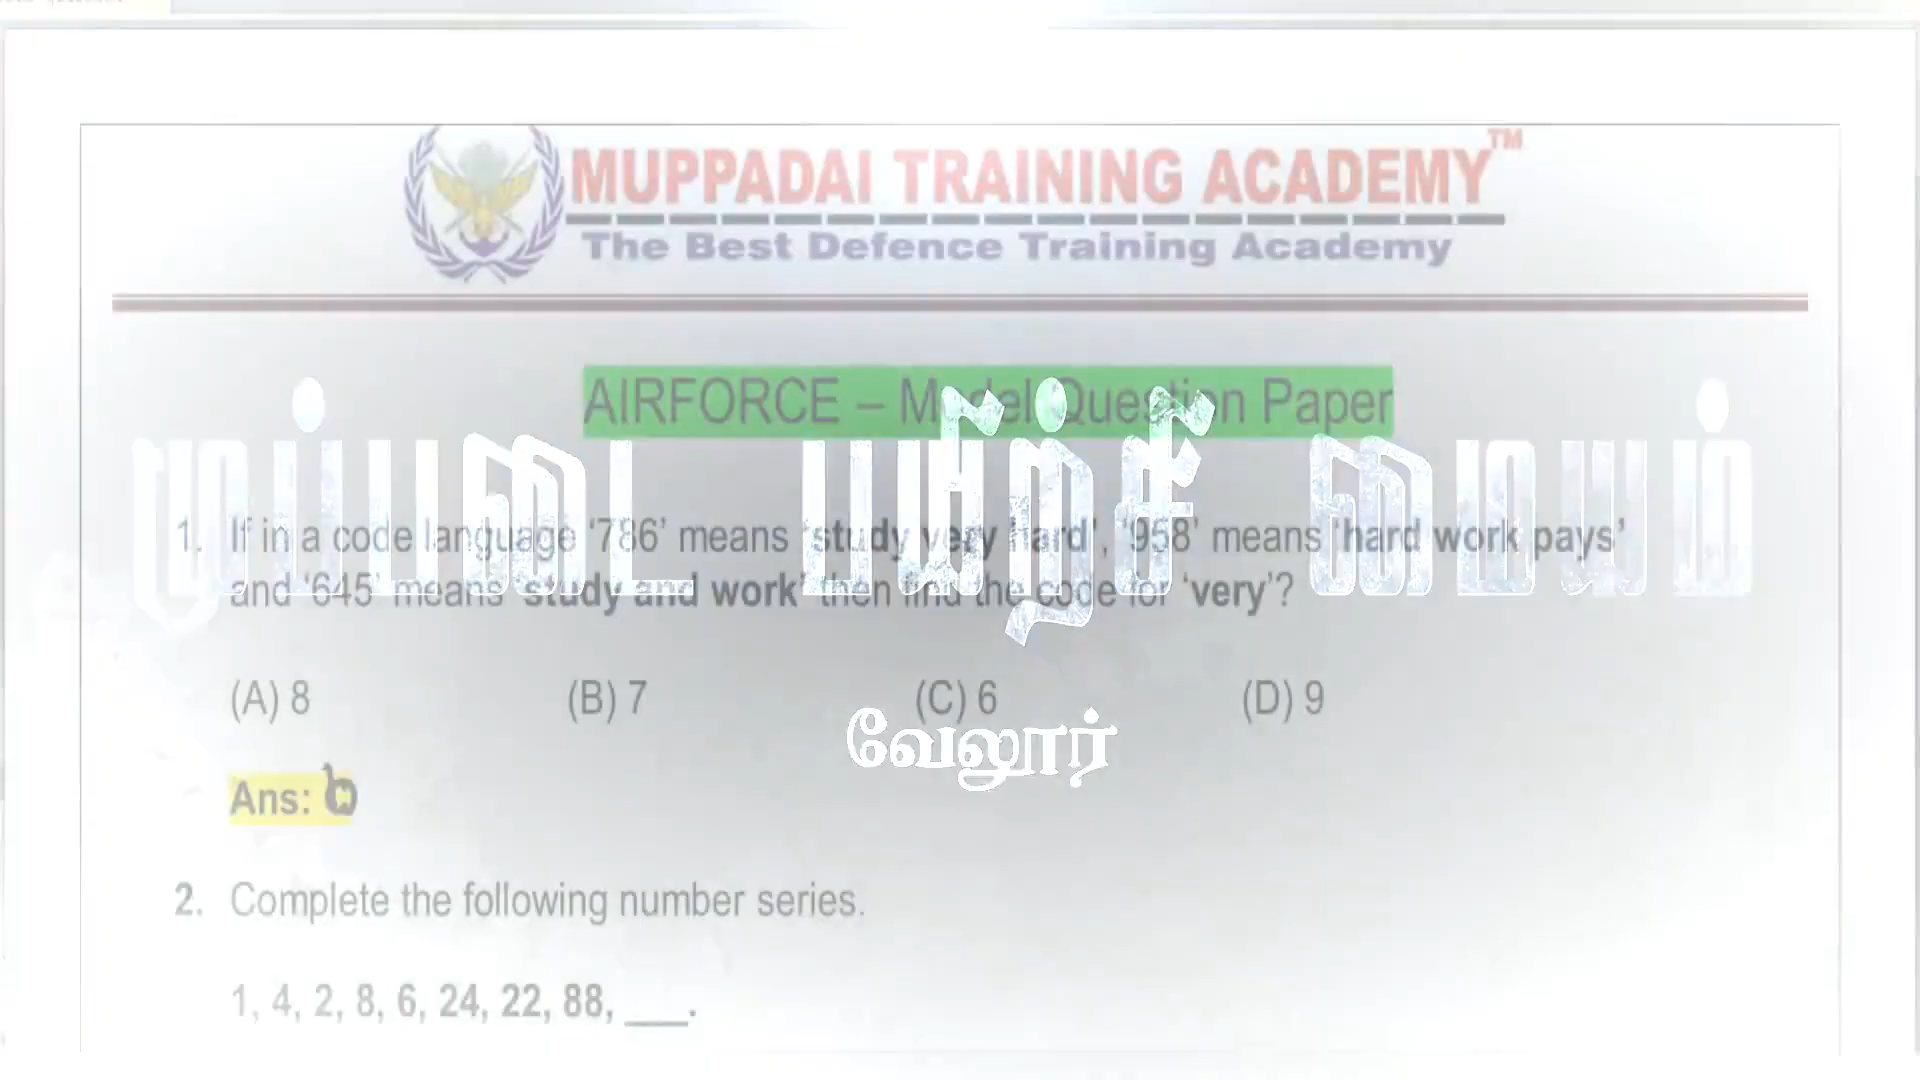 MUPPADAI TRAINING ACADEMY™
The Best Defence Training Academy
AIRFORCE – Model Question Paper
முப்படை பயிற்சி மையம்
1. If in a code language ‘786’ means ‘study very hard’, ‘958’ means ‘hard work pays’
and ‘645’ means ‘study and work’ then find the code for ‘very’?
(A) 8 (B) 7 (C) 6 (D) 9
வேலூர்
Ans:
2. Complete the following number series.
1, 4, 2, 8, 6, 24, 22, 88, ___.